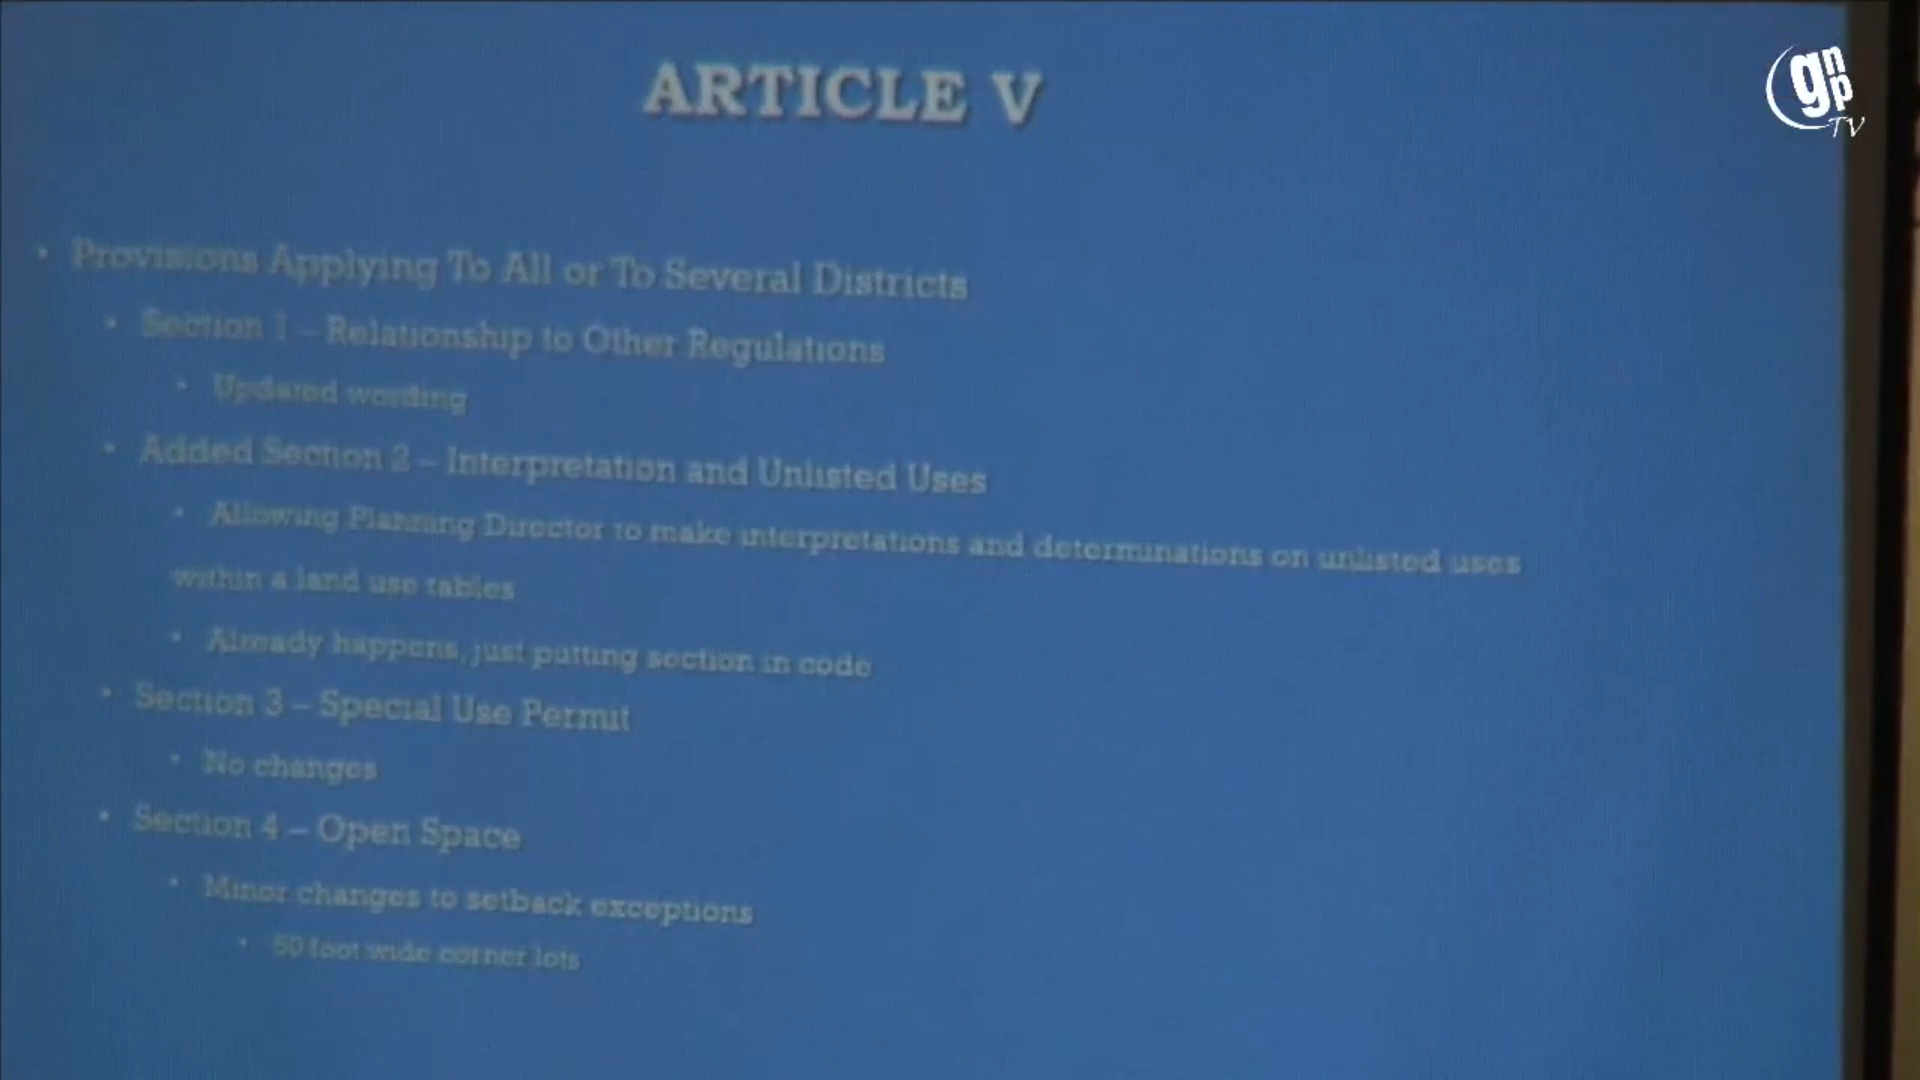 ARTICLE V
gnp
TV
• Provisions Applying To All or To Several Districts
• Section 1 – Relationship to Other Regulations
• Updated wording
• Added Section 2 – Interpretation and Unlisted Uses
• Allowing Planning Director to make interpretations and determinations on unlisted uses
within a land use tables
• Already happens, just putting section in code
• Section 3 – Special Use Permit
• No changes
• Section 4 – Open Space
• Minor changes to setback exceptions
• 50 foot wide corner lots